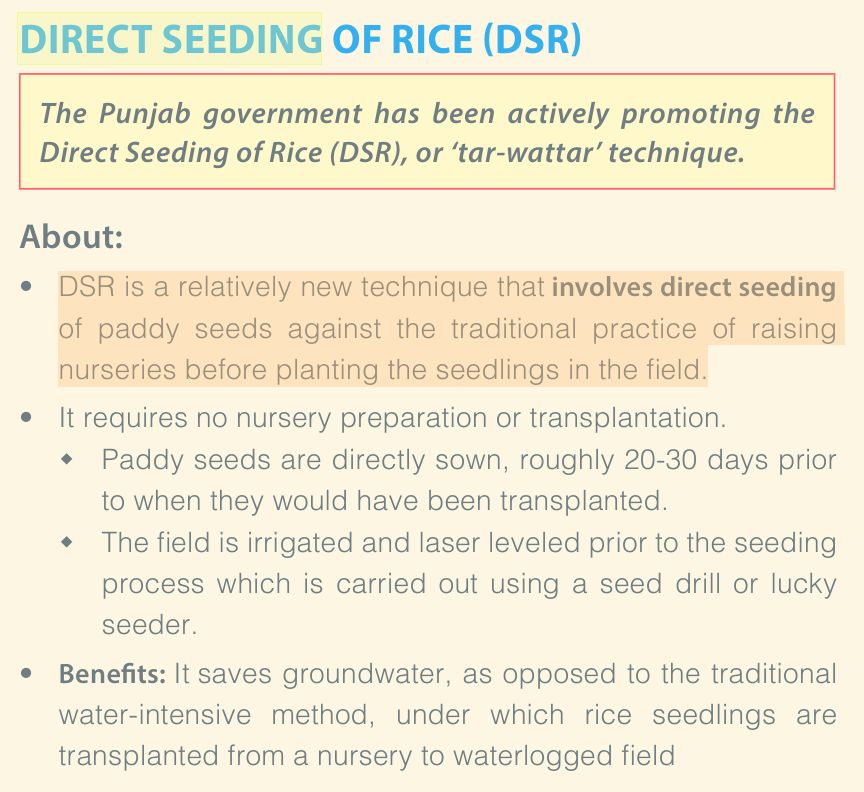 DIRECT SEEDING OF RICE (DSR)
The Punjab government has been actively promoting the
Direct Seeding of Rice (DSR), or ‘tar-wattar’ technique.
About:
• DSR is a relatively new technique that involves direct seeding
of paddy seeds against the traditional practice of raising
nurseries before planting the seedlings in the field.
• It requires no nursery preparation or transplantation.
◆ Paddy seeds are directly sown, roughly 20-30 days prior
to when they would have been transplanted.
◆ The field is irrigated and laser leveled prior to the seeding
process which is carried out using a seed drill or lucky
seeder.
• Benefits: It saves groundwater, as opposed to the traditional
water-intensive method, under which rice seedlings are
transplanted from a nursery to waterlogged field